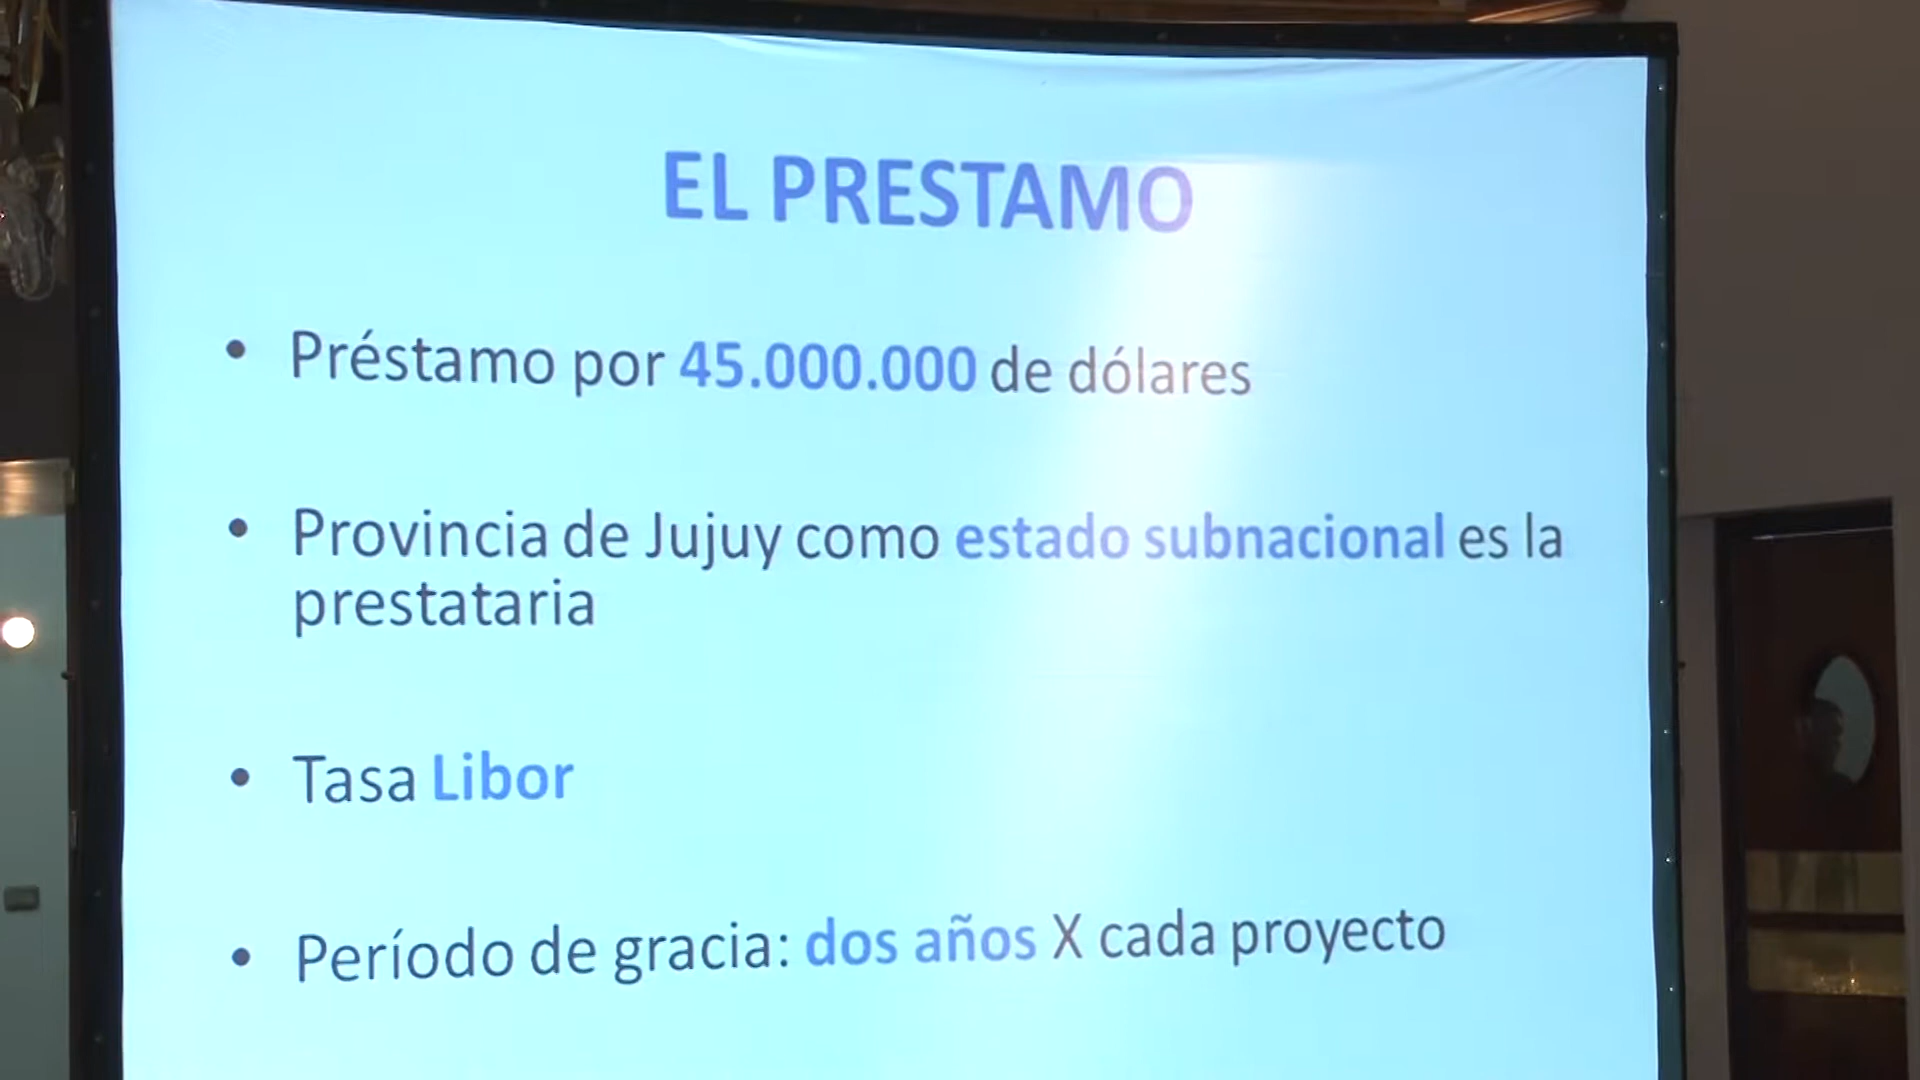 EL PRESTAMO
• Préstamo por 45.000.000 de dólares
• Provincia de Jujuy como estado subnacional es la
prestataria
• Tasa Libor
• Período de gracia: dos años X cada proyecto